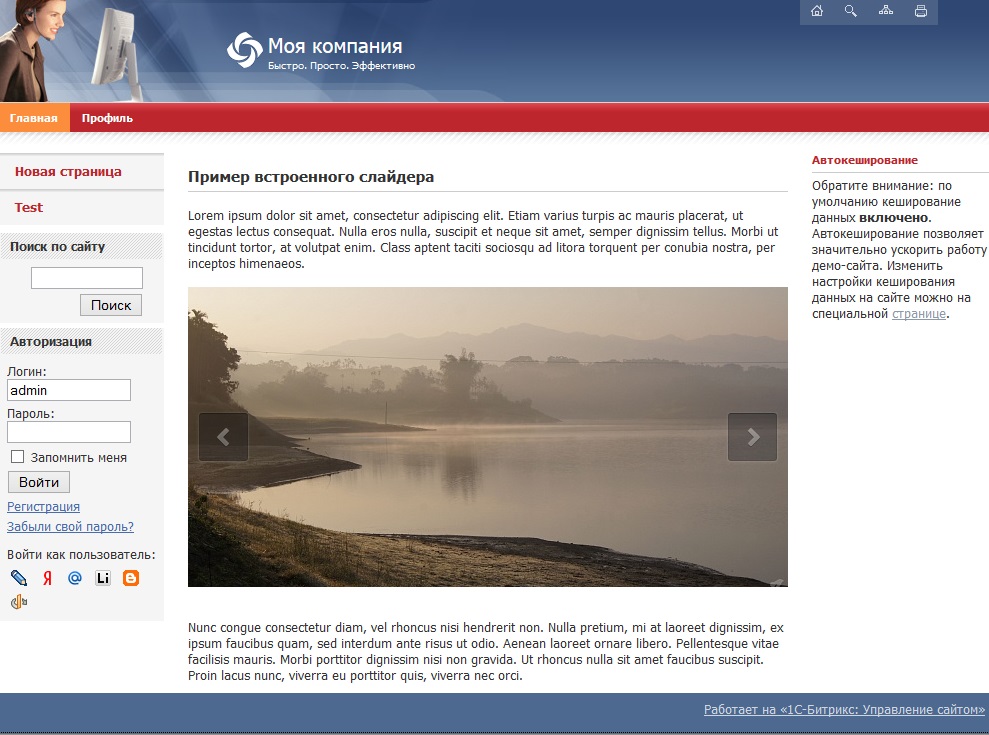 Моя компания
Быстро. Просто. Эффективно
Главная
Профиль
Новая страница
Test
Поиск по сайту
Поиск
Авторизация
Логин:
admin
Пароль:
Запомнить меня
Войти
Регистрация
Забыли свой пароль?
Войти как пользователь:
Я
@
Li
B
Пример встроенного слайдера
Lorem ipsum dolor sit amet, consectetur adipiscing elit. Etiam varius turpis ac mauris placerat, ut
egestas lectus consequat. Nulla eros nulla, suscipit et neque sit amet, semper dignissim tellus. Morbi ut
tincidunt tortor, at volutpat enim. Class aptent taciti sociosqu ad litora torquent per conubia nostra, per
inceptos himenaeos.
Nunc congue consectetur diam, vel rhoncus nisi hendrerit non. Nulla pretium, mi at laoreet dignissim, ex
ipsum faucibus quam, sed interdum ante risus ut odio. Aenean laoreet ornare libero. Pellentesque vitae
facilisis mauris. Morbi porttitor dignissim nisi non gravida. Ut rhoncus nulla sit amet faucibus suscipit.
Proin lacus nunc, viverra eu porttitor quis, viverra nec orci.
Автокеширование
Обратите внимание: по
умолчанию кеширование
данных включено.
Автокеширование позволяет
значительно ускорить работу
демо-сайта. Изменить
настройки кеширования
данных на сайте можно на
специальной странице.
Работает на «1С-Битрикс: Управление сайтом»